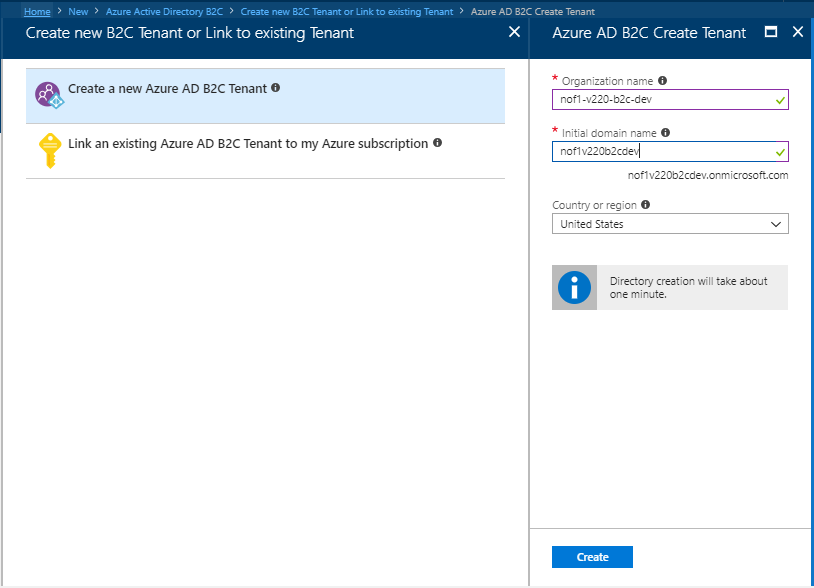 Home > New > Azure Active Directory B2C > Create new B2C Tenant or Link to existing Tenant > Azure AD B2C Create Tenant
Create new B2C Tenant or Link to existing Tenant
Create a new Azure AD B2C Tenant
Link an existing Azure AD B2C Tenant to my Azure subscription
Azure AD B2C Create Tenant
* Organization name
nof1-v220-b2c-dev
* Initial domain name
nof1v220b2cdev
nof1v220b2cdev.onmicrosoft.com
Country or region
United States
Directory creation will take about
one minute.
Create